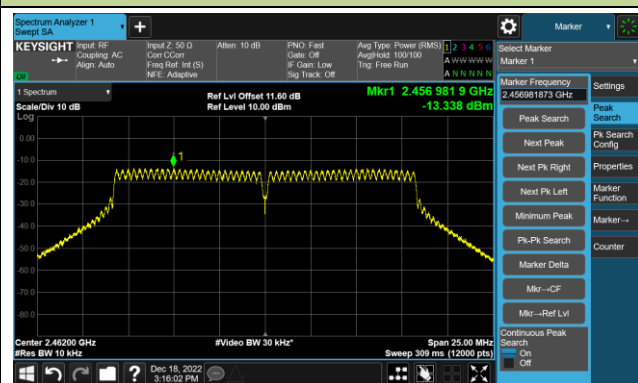 Spectrum Analyzer 1
Swept SA
Marker
KEYSIGHT
Input: RF
Coupling: AC
Align: Auto
Input Z: 50 Ω
Corr CCorr
Freq Ref: Int (S)
NFE: Adaptive
Atten: 10 dB
PNO: Fast
Gate: Off
IF Gain: Low
Sig Track: Off
Avg Type: Power (RMS)
Avg|Hold: 100/100
Trig: Free Run
1 2 3 4 5 6
A W W W W W
A N N N N N
LV
1 Spectrum
Scale/Div 10 dB
Log
Ref Lvl Offset 11.60 dB
Ref Level 10.00 dBm
Mkr1 2.456 981 9 GHz
-13.338 dBm
1
0.00
-10.0
-20.0
-30.0
-40.0
-50.0
-60.0
-70.0
-80.0
Center 2.46200 GHz
#Res BW 10 kHz
#Video BW 30 kHz*
Span 25.00 MHz
Sweep 309 ms (12000 pts)
Select Marker
Marker 1
Marker Frequency
2.456981873 GHz
Peak Search
Next Peak
Next Pk Right
Next Pk Left
Minimum Peak
Pk-Pk Search
Marker Delta
Mkr→CF
Mkr→Ref Lvl
Continuous Peak
Search
On
Off
Settings
Peak
Search
Pk Search
Config
Properties
Marker
Function
Marker→
Counter
?
Dec 18, 2022
3:16:02 PM